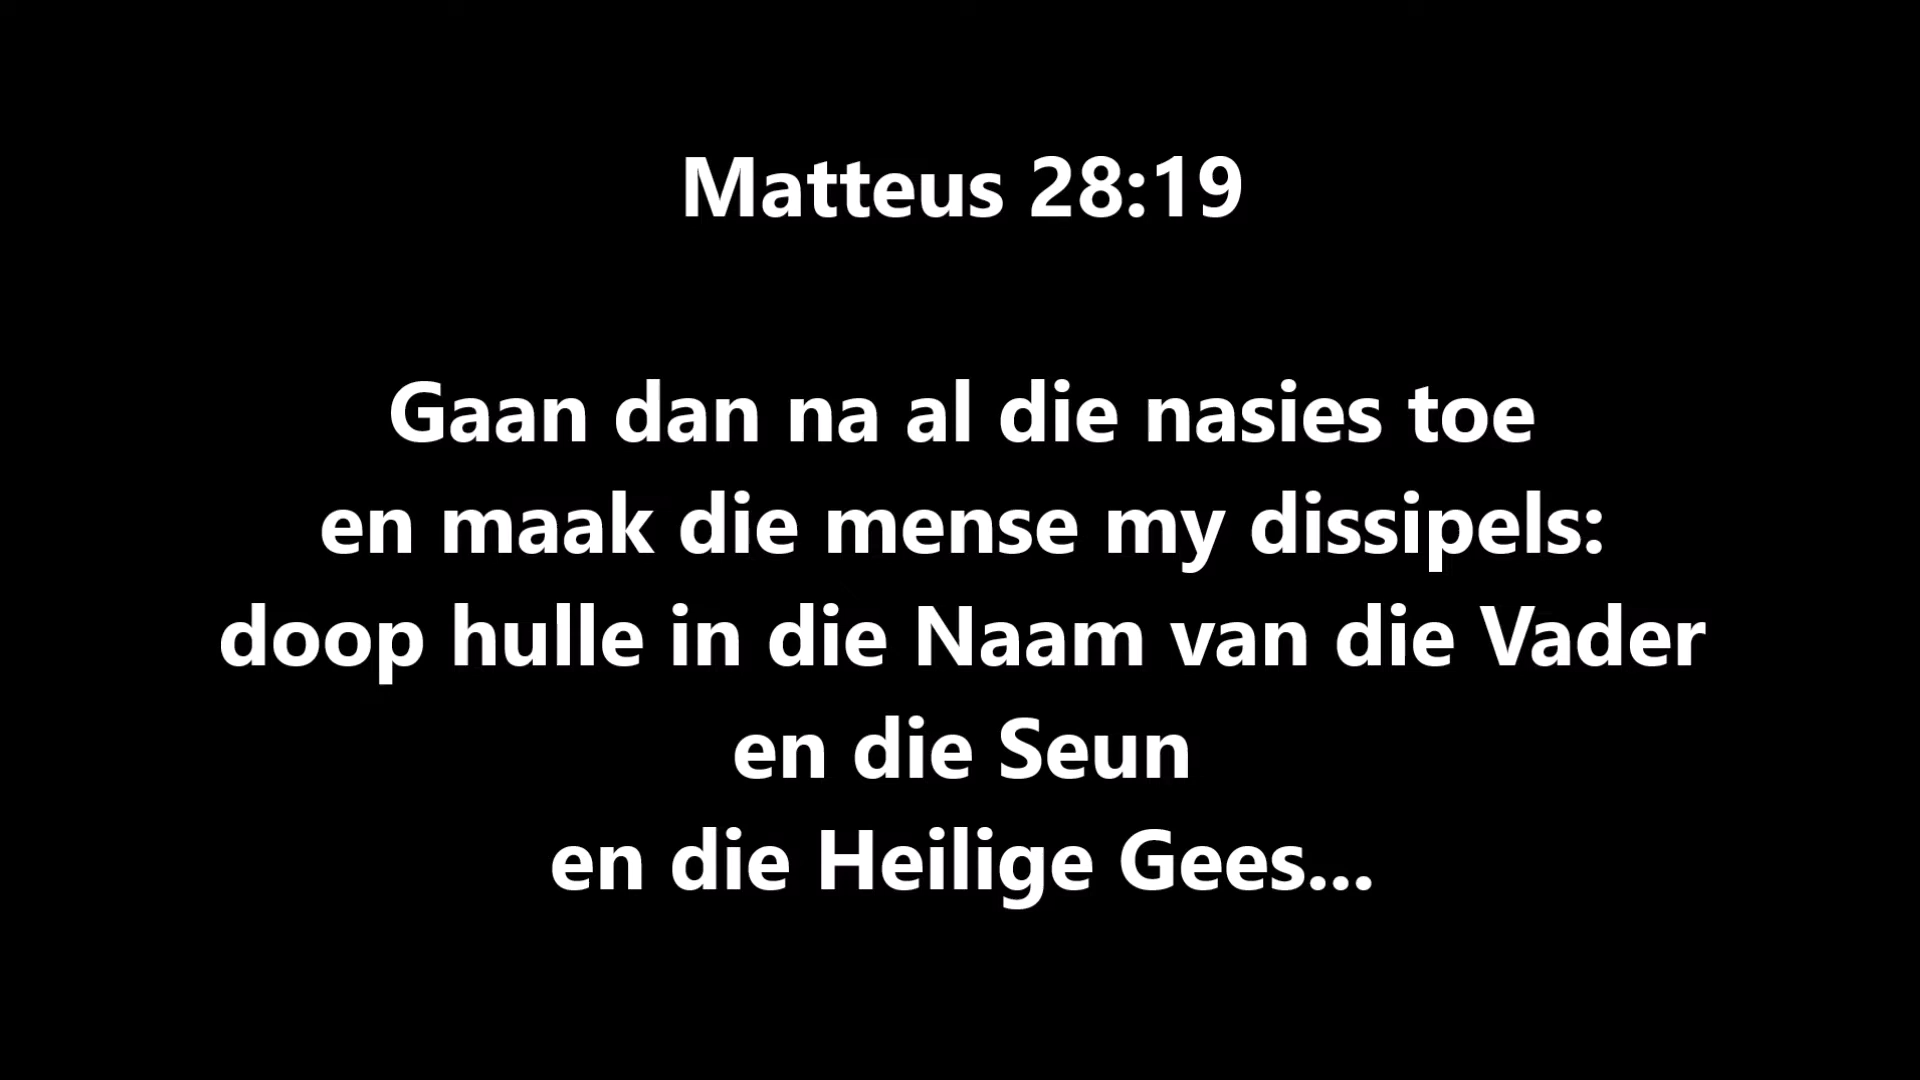 Matteus 28:19
Gaan dan na al die nasies toe
en maak die mense my dissipels:
doop hulle in die Naam van die Vader
en die Seun
en die Heilige Gees...